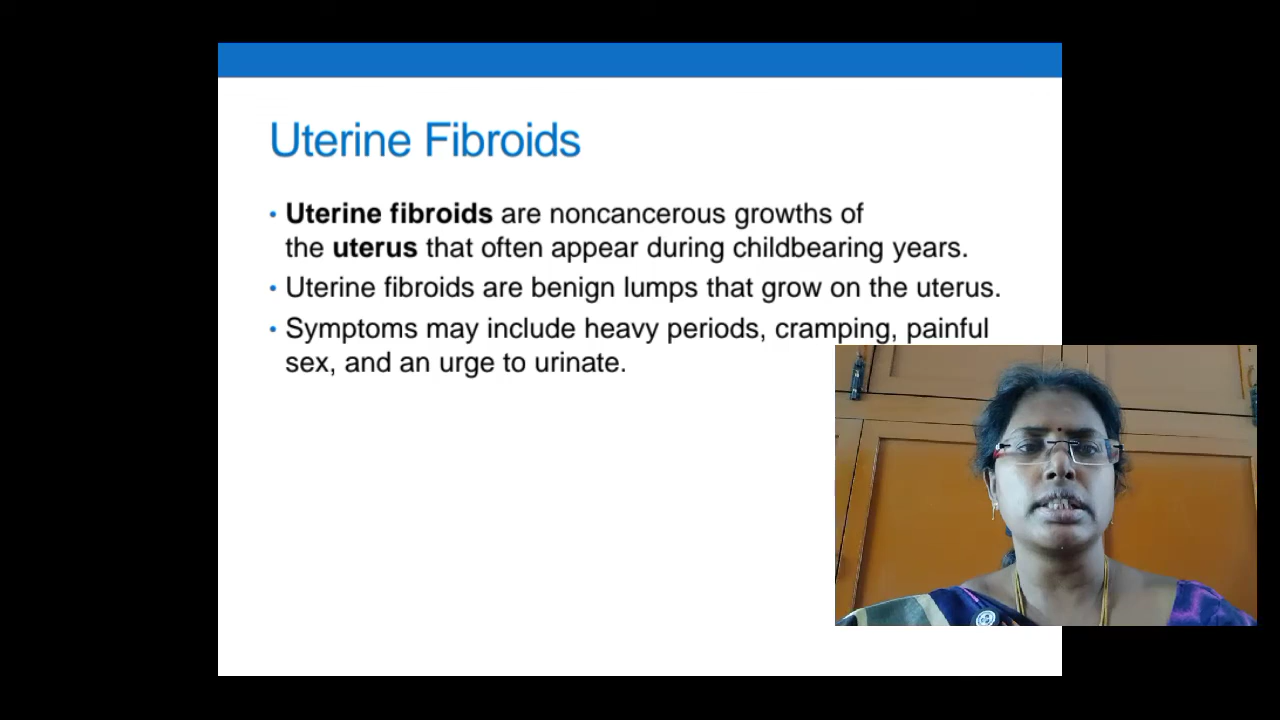 Uterine Fibroids
• Uterine fibroids are noncancerous growths of
the uterus that often appear during childbearing years.
• Uterine fibroids are benign lumps that grow on the uterus.
• Symptoms may include heavy periods, cramping, painful
sex, and an urge to urinate.